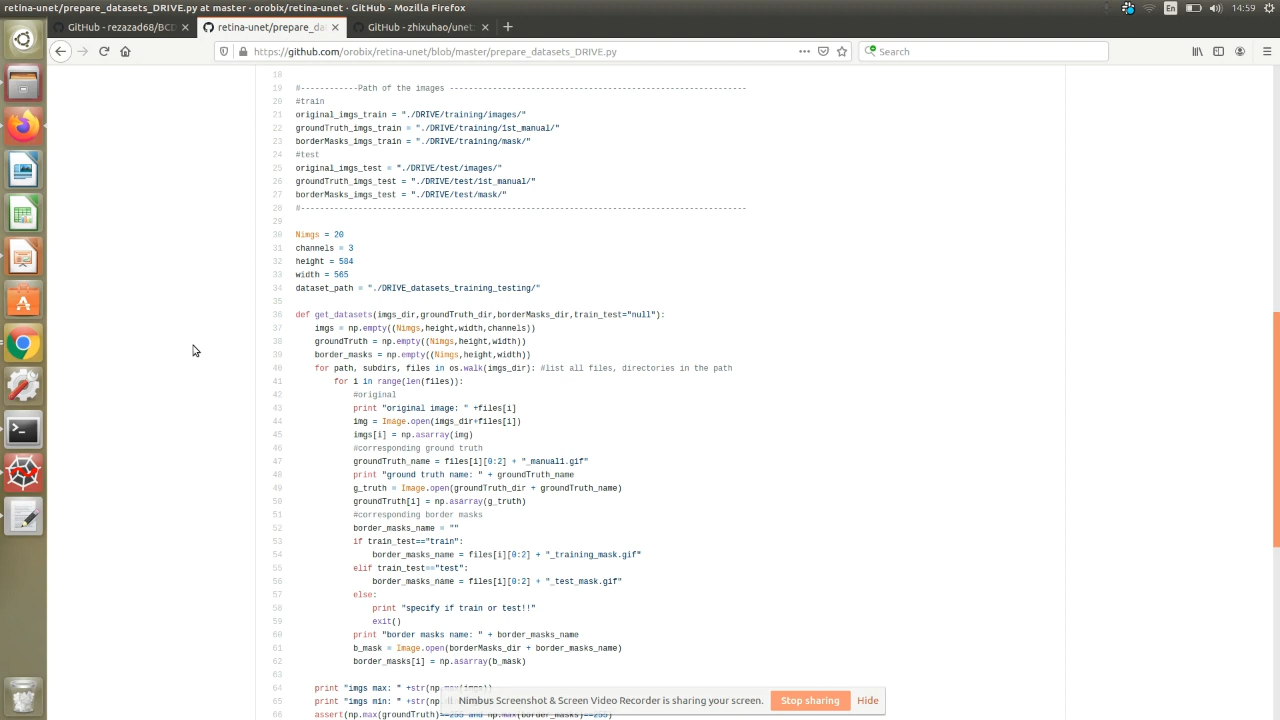 retina-unet/prepare_datasets_DRIVE.py at master · orobix/retina-unet · GitHub - Mozilla Firefox
En
14:59
GitHub - rezazad68/BCD
retina-unet/prepare_da
GitHub - zhixuhao/unet:
https://github.com/orobix/retina-unet/blob/master/prepare_datasets_DRIVE.py
Search
18
19 #------------Path of the images --------------------------------------------------------------
20 #train
21 original_imgs_train = "./DRIVE/training/images/"
22 groundTruth_imgs_train = "./DRIVE/training/1st_manual/"
23 borderMasks_imgs_train = "./DRIVE/training/mask/"
24 #test
25 original_imgs_test = "./DRIVE/test/images/"
26 groundTruth_imgs_test = "./DRIVE/test/1st_manual/"
27 borderMasks_imgs_test = "./DRIVE/test/mask/"
28 #---------------------------------------------------------------------------------------------
29
30 Nimgs = 20
31 channels = 3
32 height = 584
33 width = 565
34 dataset_path = "./DRIVE_datasets_training_testing/"
35
36 def get_datasets(imgs_dir,groundTruth_dir,borderMasks_dir,train_test="null"):
37 imgs = np.empty((Nimgs,height,width,channels))
38 groundTruth = np.empty((Nimgs,height,width))
39 border_masks = np.empty((Nimgs,height,width))
40 for path, subdirs, files in os.walk(imgs_dir): #list all files, directories in the path
41 for i in range(len(files)):
42 #original
43 print "original image: " +files[i]
44 img = Image.open(imgs_dir+files[i])
45 imgs[i] = np.asarray(img)
46 #corresponding ground truth
47 groundTruth_name = files[i][0:2] + "_manual1.gif"
48 print "ground truth name: " + groundTruth_name
49 g_truth = Image.open(groundTruth_dir + groundTruth_name)
50 groundTruth[i] = np.asarray(g_truth)
51 #corresponding border masks
52 border_masks_name = ""
53 if train_test=="train":
54 border_masks_name = files[i][0:2] + "_training_mask.gif"
55 elif train_test=="test":
56 border_masks_name = files[i][0:2] + "_test_mask.gif"
57 else:
58 print "specify if train or test!!"
59 exit()
60 print "border masks name: " + border_masks_name
61 b_mask = Image.open(borderMasks_dir + border_masks_name)
62 border_masks[i] = np.asarray(b_mask)
63
64 print "imgs max: " +str(np
65 print "imgs min: " +str(np
66 assert(np.max(groundTruth)==255 and np.max(border_masks)==255)
Nimbus Screenshot & Screen Video Recorder is sharing your screen.
Stop sharing
Hide